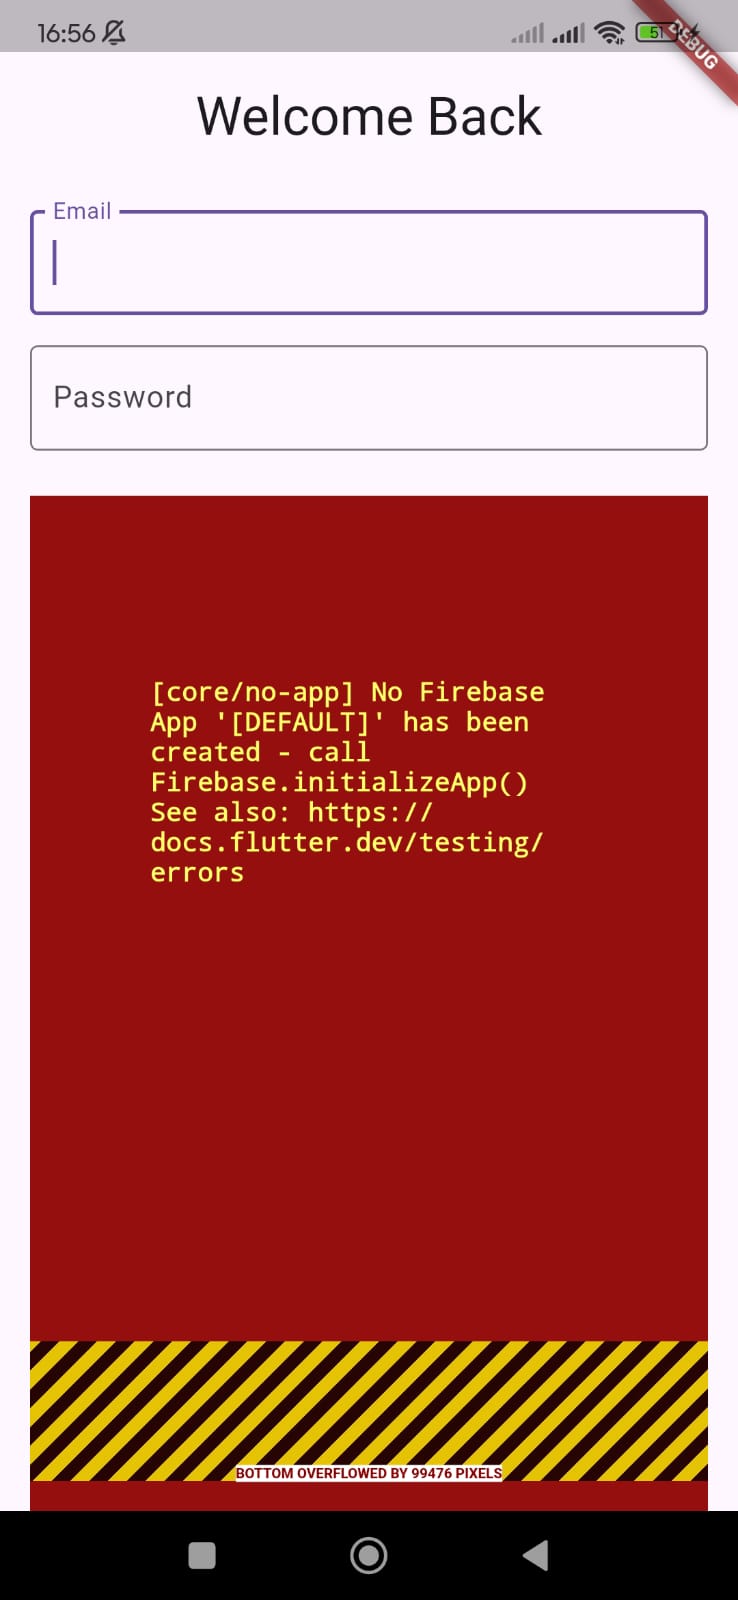 16:56
51
DEBUG
Welcome Back
Email
Password
[core/no-app] No Firebase
App '[DEFAULT]' has been
created - call
Firebase.initializeApp()
See also: https://
docs.flutter.dev/testing/
errors
BOTTOM OVERFLOWED BY 99476 PIXELS